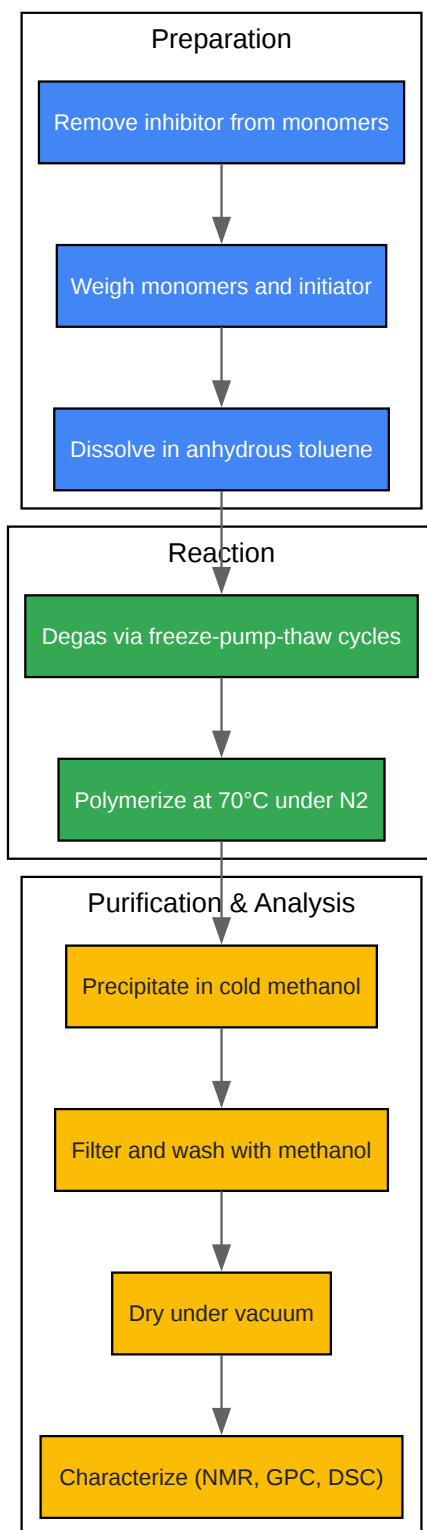 Preparation
Remove inhibitor from monomers
Weigh monomers and initiator
Dissolve in anhydrous toluene
Reaction
Degas via freeze-pump-thaw cycles
Polymerize at 70°C under N2
Purification & Analysis
Precipitate in cold methanol
Filter and wash with methanol
Dry under vacuum
Characterize (NMR, GPC, DSC)